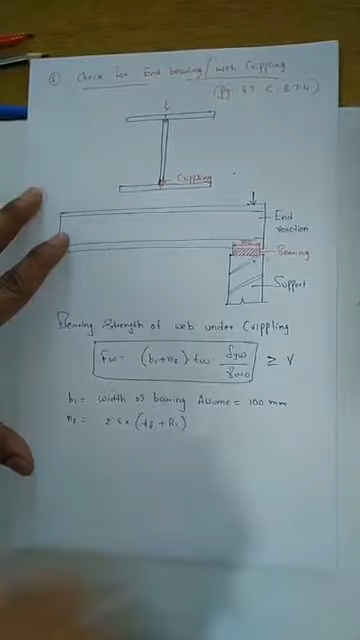 ⑥ Check For End bearing/web Crippling
(Pg 67 C 8.7.4)
Crippling
End
reaction
Bearing
Support
Bearing Strength of web under Crippling
Fw = (b1+n2) tw · fyw/γm0 ≥ V
b1 = width of bearing Assume = 100 mm
n2 = 2.5 x (tf + R1)